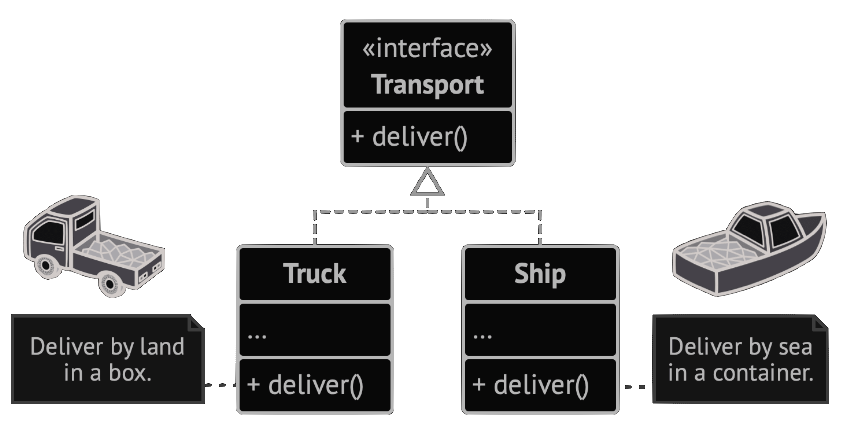 «interface»
Transport
+ deliver()
Truck
...
+ deliver()
Ship
...
+ deliver()
Deliver by land
in a box.
Deliver by sea
in a container.